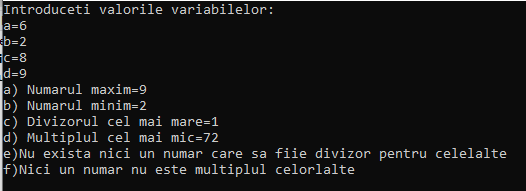 Introduceti valorile variabilelor:
a=6
b=2
c=8
d=9
a) Numarul maxim=9
b) Numarul minim=2
c) Divizorul cel mai mare=1
d) Multiplul cel mai mic=72
e)Nu exista nici un numar care sa fiie divizor pentru celelalte
f)Nici un numar nu este multiplul celorlalte